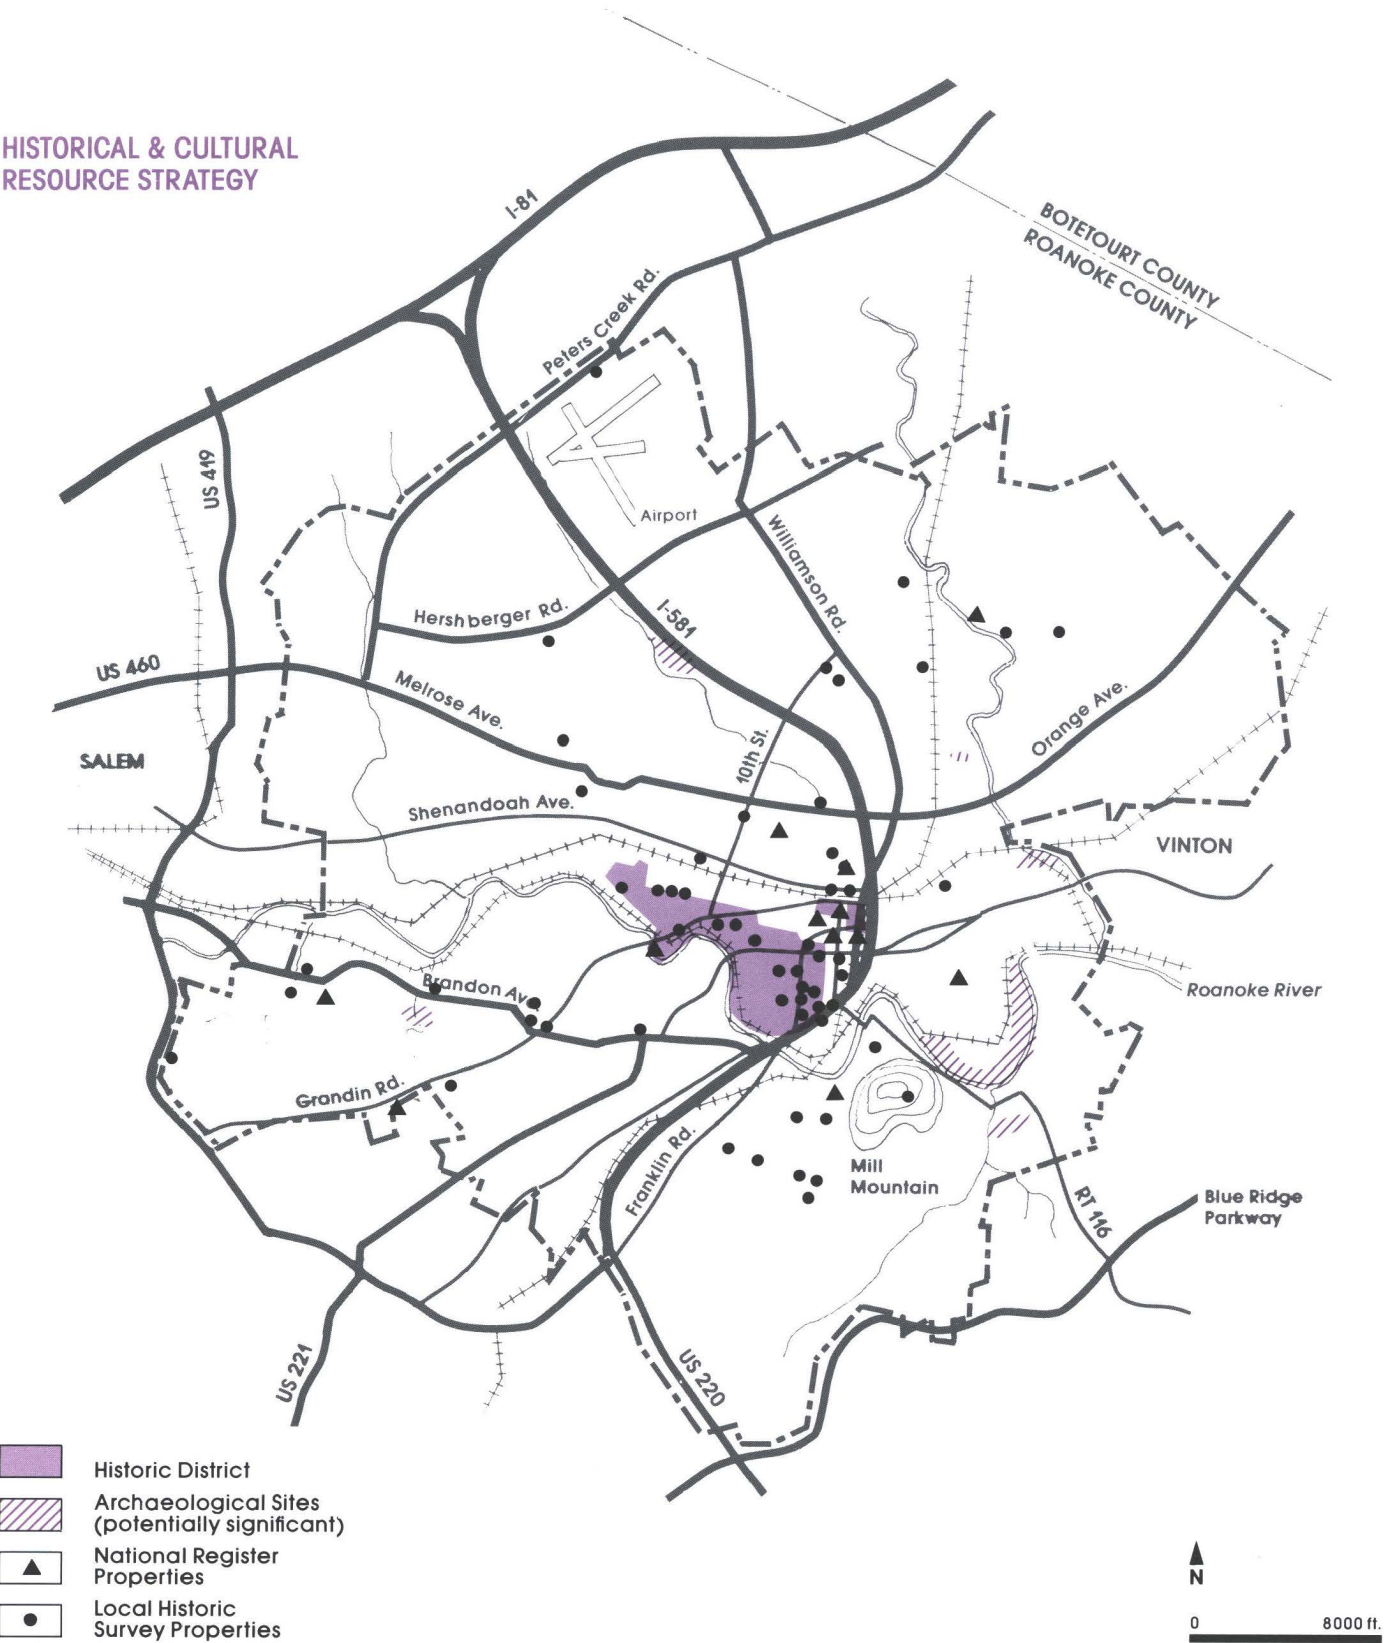 HISTORICAL & CULTURAL
RESOURCE STRATEGY
I-81
BOTETOURT COUNTY
ROANOKE COUNTY
Peters Creek Rd.
US 419
Airport
Williamson Rd.
Hershberger Rd.
I-581
US 460
Melrose Ave.
Orange Ave.
10th St.
SALEM
Shenandoah Ave.
VINTON
Brandon Ave
Roanoke River
Grandin Rd.
Franklin Rd.
Mill
Mountain
RT 116
Blue Ridge
Parkway
US 221
US 220
Historic District
Archaeological Sites
(potentially significant)
National Register
Properties
Local Historic
Survey Properties
N
0 8000 ft.